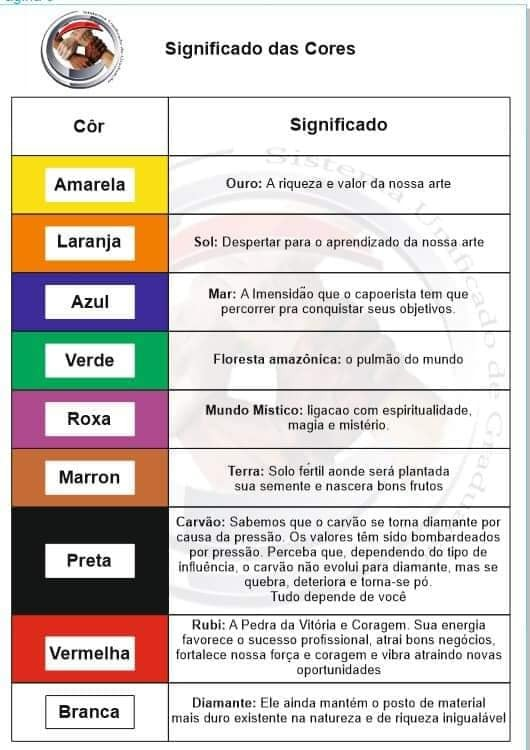 Página
Significado das Cores
Côr
Significado
Amarela
Ouro: A riqueza e valor da nossa arte
Laranja
Sol: Despertar para o aprendizado da nossa arte
Azul
Mar: A Imensidão que o capoerista tem que
percorrer pra conquistar seus objetivos.
Verde
Floresta amazônica: o pulmão do mundo
Roxa
Mundo Místico: ligacao com espiritualidade,
magia e mistério.
Marron
Terra: Solo fértil aonde será plantada
sua semente e nascera bons frutos
Preta
Carvão: Sabemos que o carvão se torna diamante por
causa da pressão. Os valores têm sido bombardeados
por pressão. Perceba que, dependendo do tipo de
influência, o carvão não evolui para diamante, mas se
quebra, deteriora e torna-se pó.
Tudo depende de você
Vermelha
Rubi: A Pedra da Vitória e Coragem. Sua energia
favorece o sucesso profissional, atrai bons negócios,
fortalece nossa força e coragem e vibra atraindo novas
oportunidades
Branca
Diamante: Ele ainda mantém o posto de material
mais duro existente na natureza e de riqueza inigualável
Sistema Unificado de Gradua